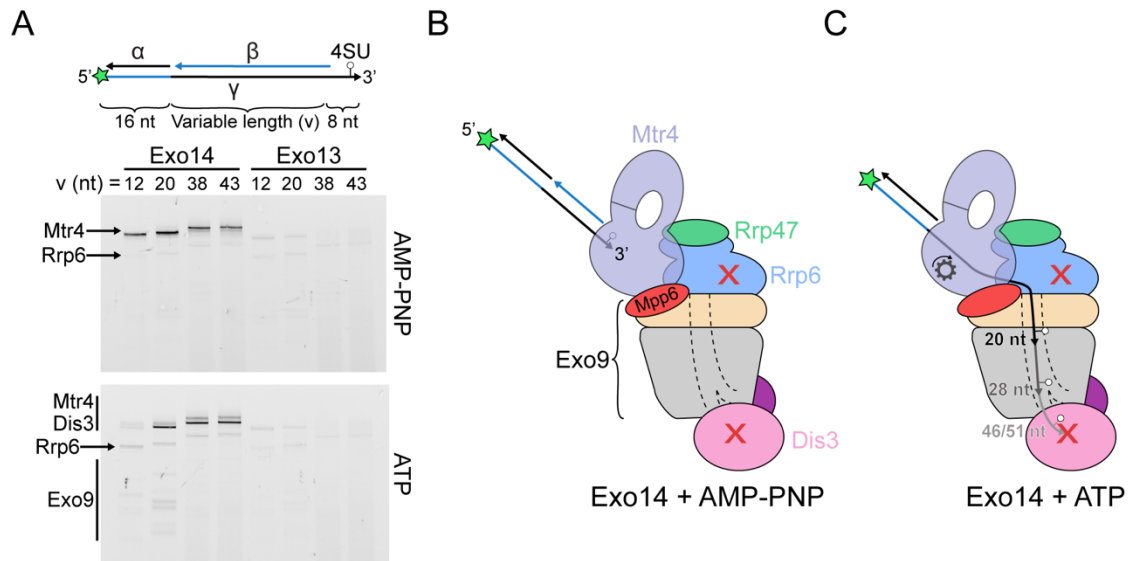 A
α
β
4SU
5’
3’
γ
16 nt
Variable length (v)
8 nt
Exo14 Exo13
v (nt) = 12 20 38 43 12 20 38 43
Mtr4
Rrp6
AMP-PNP
Mtr4
Dis3
Rrp6
Exo9
ATP
B
5’
Mtr4
3’
Rrp47
Rrp6
X
Mpp6
Exo9
Dis3
X
Exo14 + AMP-PNP
C
X
20 nt
28 nt
46/51 nt
X
Exo14 + ATP